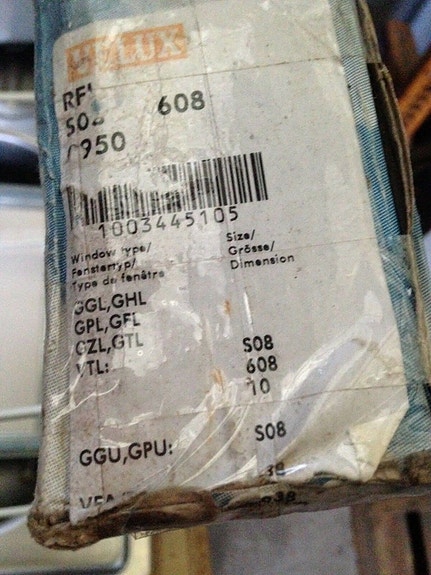 VELUX
608
950
1003445105
Window type/
Fenstertyp/
Type de fenêtre
Size/
Grösse/
Dimension
GGL,GHL
GPL,GFL
GZL,GTL
VTL:
S08
608
10
GGU,GPU:
S08